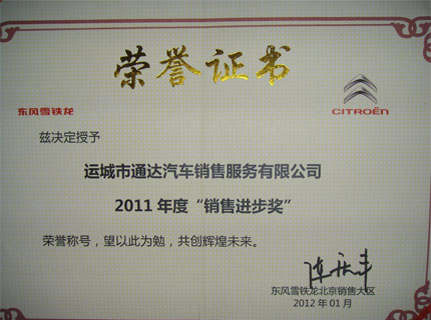 荣誉证书
东风雪铁龙
CITROËN
兹决定授予
运城市通达汽车销售服务有限公司
2011 年度“销售进步奖”
荣誉称号，望以此为勉，共创辉煌未来。
东风雪铁龙北京销售大区
2012 年 01 月